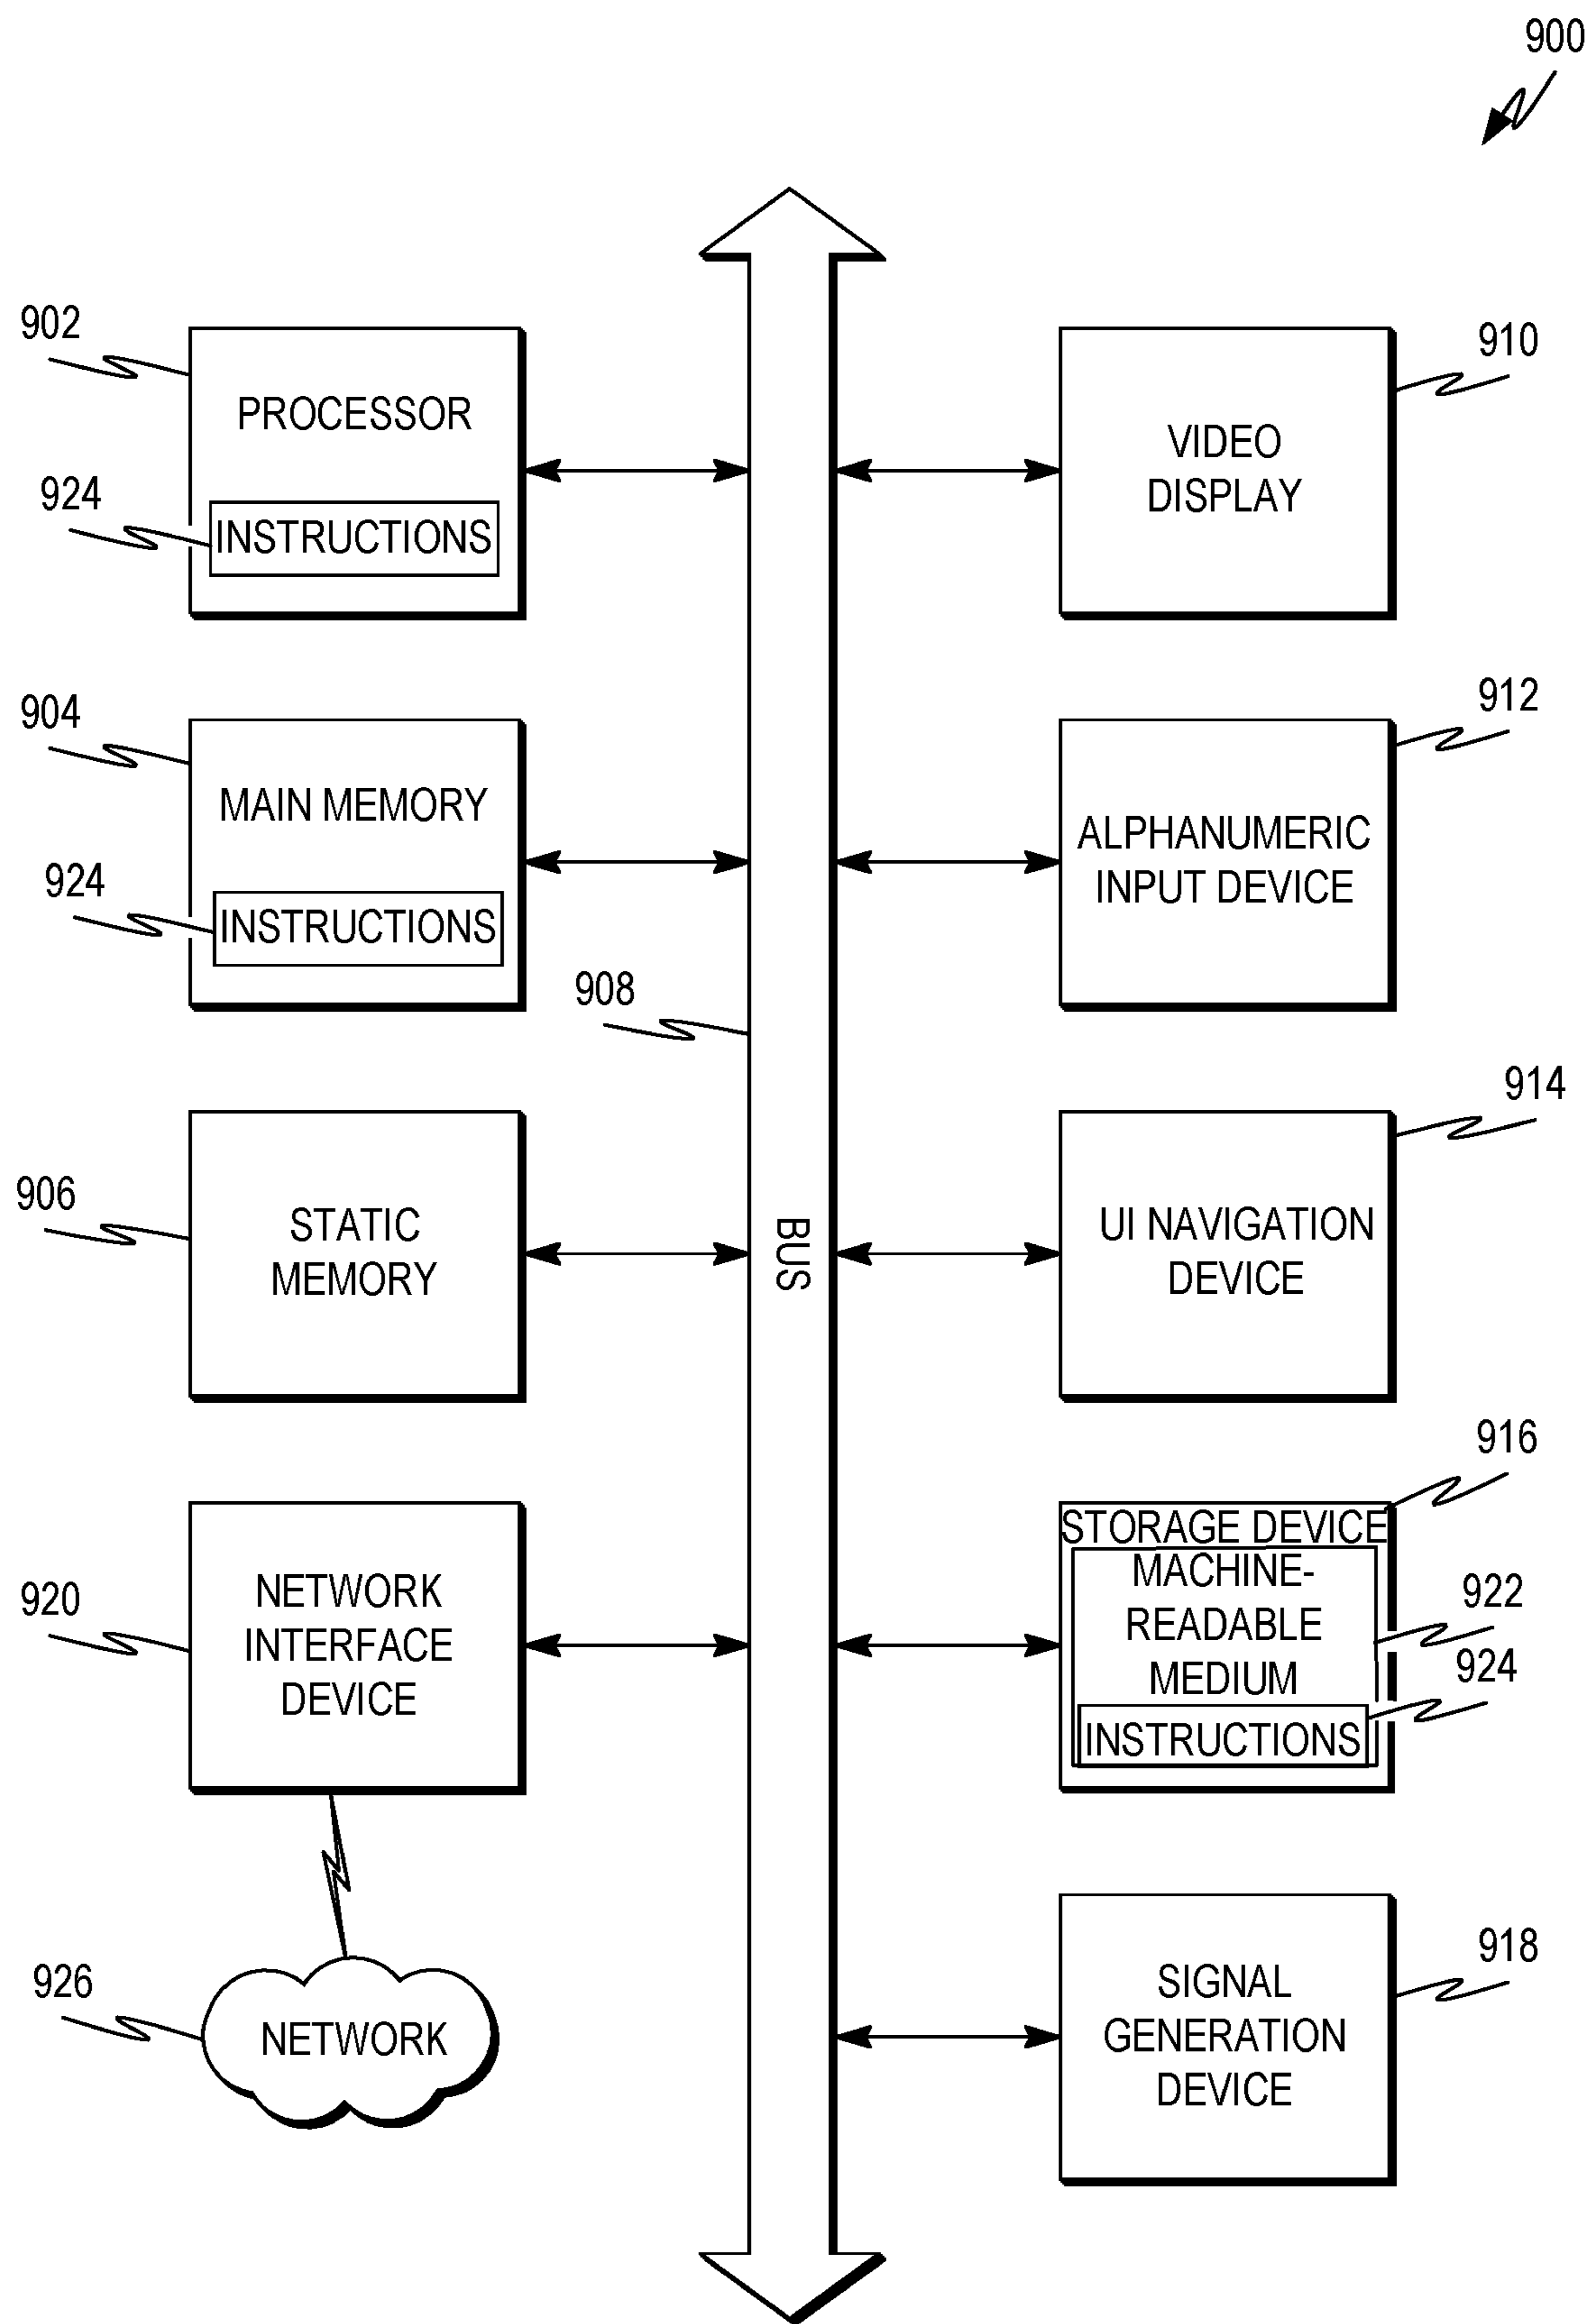 900
902
PROCESSOR
924
INSTRUCTIONS
904
MAIN MEMORY
924
INSTRUCTIONS
908
906
STATIC
MEMORY
920
NETWORK
INTERFACE
DEVICE
926
NETWORK
BUS
910
VIDEO
DISPLAY
912
ALPHANUMERIC
INPUT DEVICE
914
UI NAVIGATION
DEVICE
916
STORAGE DEVICE
MACHINE-
READABLE
MEDIUM
922
924
INSTRUCTIONS
918
SIGNAL
GENERATION
DEVICE